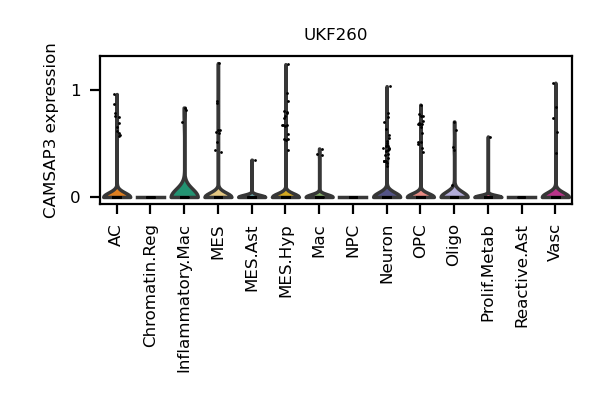 UKF260
CAMSAP3 expression
1
0
AC
Chromatin.Reg
Inflammatory.Mac
MES
MES.Ast
MES.Hyp
Mac
NPC
Neuron
OPC
Oligo
Prolif.Metab
Reactive.Ast
Vasc